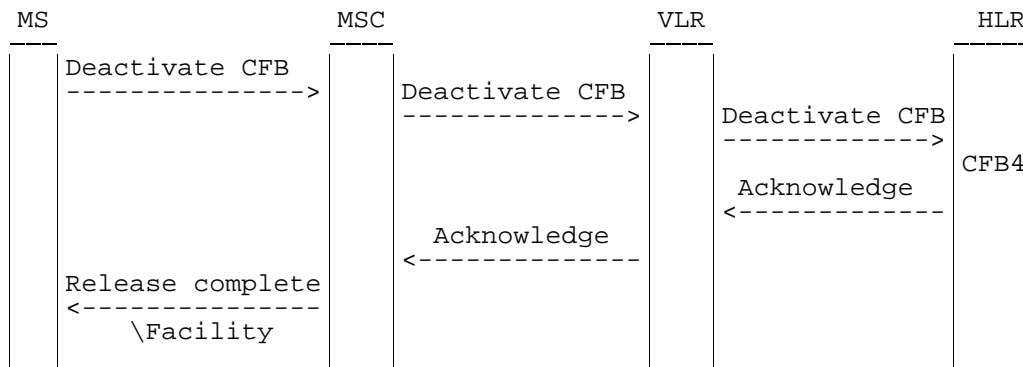 MS MSC VLR HLR
Deactivate CFB
--------------->
Deactivate CFB
-------------->
Deactivate CFB
------------->
CFB4
Acknowledge
<-------------
Acknowledge
<--------------
Release complete
<---------------
\Facility